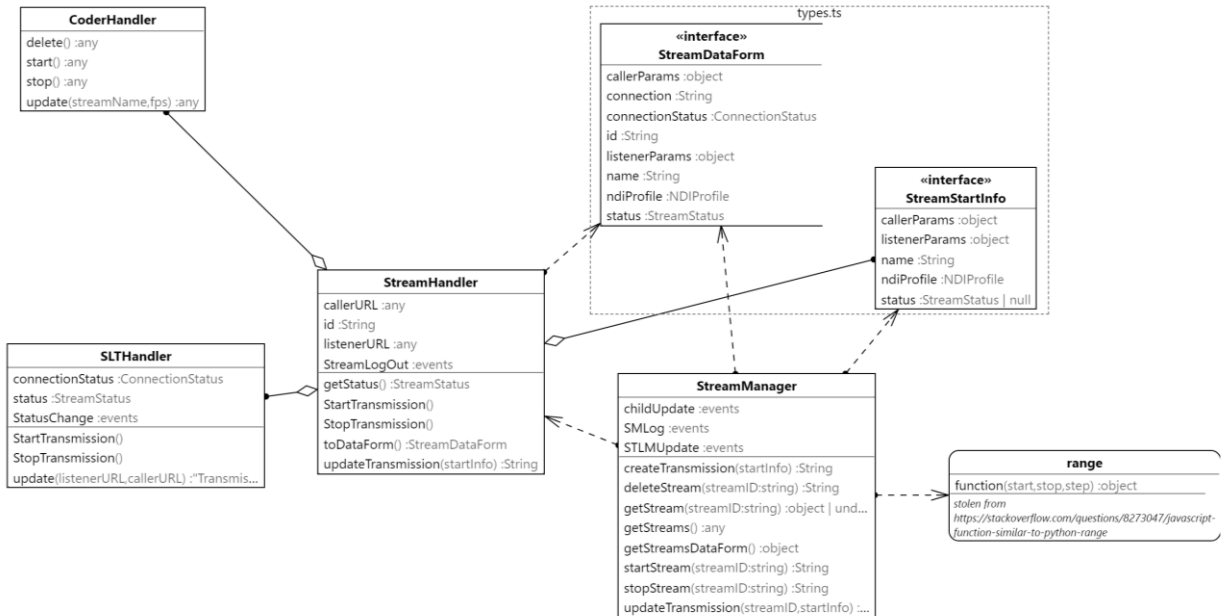 CoderHandler
delete() :any
start() :any
stop() :any
update(streamName,fps) :any
types.ts
«interface»
StreamDataForm
callerParams :object
connection :String
connectionStatus :ConnectionStatus
id :String
listenerParams :object
name :String
ndiProfile :NDIProfile
status :StreamStatus
«interface»
StreamStartInfo
callerParams :object
listenerParams :object
name :String
ndiProfile :NDIProfile
status :StreamStatus | null
StreamHandler
callerURL :any
id :String
listenerURL :any
StreamLogOut :events
getStatus() :StreamStatus
StartTransmission()
StopTransmission()
toDataForm() :StreamDataForm
updateTransmission(startInfo) :String
SLTHandler
connectionStatus :ConnectionStatus
status :StreamStatus
StatusChange :events
StartTransmission()
StopTransmission()
update(listenerURL,callerURL) :"Transmis...
StreamManager
childUpdate :events
SMLog :events
STLMUpdate :events
createTransmission(startInfo) :String
deleteStream(streamID:string) :String
getStream(streamID:string) :object | und...
getStreams() :any
getStreamsDataForm() :object
startStream(streamID:string) :String
stopStream(streamID:string) :String
updateTransmission(streamID,startInfo) :...
range
function(start,stop,step) :object
stolen from
https://stackoverflow.com/questions/8273047/javascript-
function-similar-to-python-range